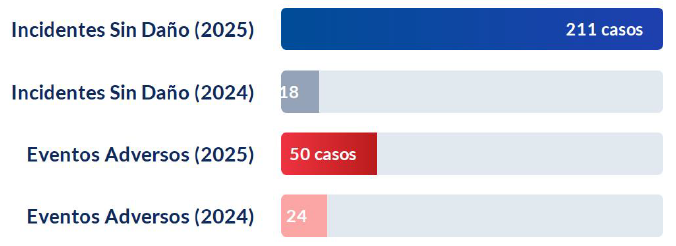 Incidentes Sin Daño (2025)
211 casos
Incidentes Sin Daño (2024)
18
Eventos Adversos (2025)
50 casos
Eventos Adversos (2024)
24